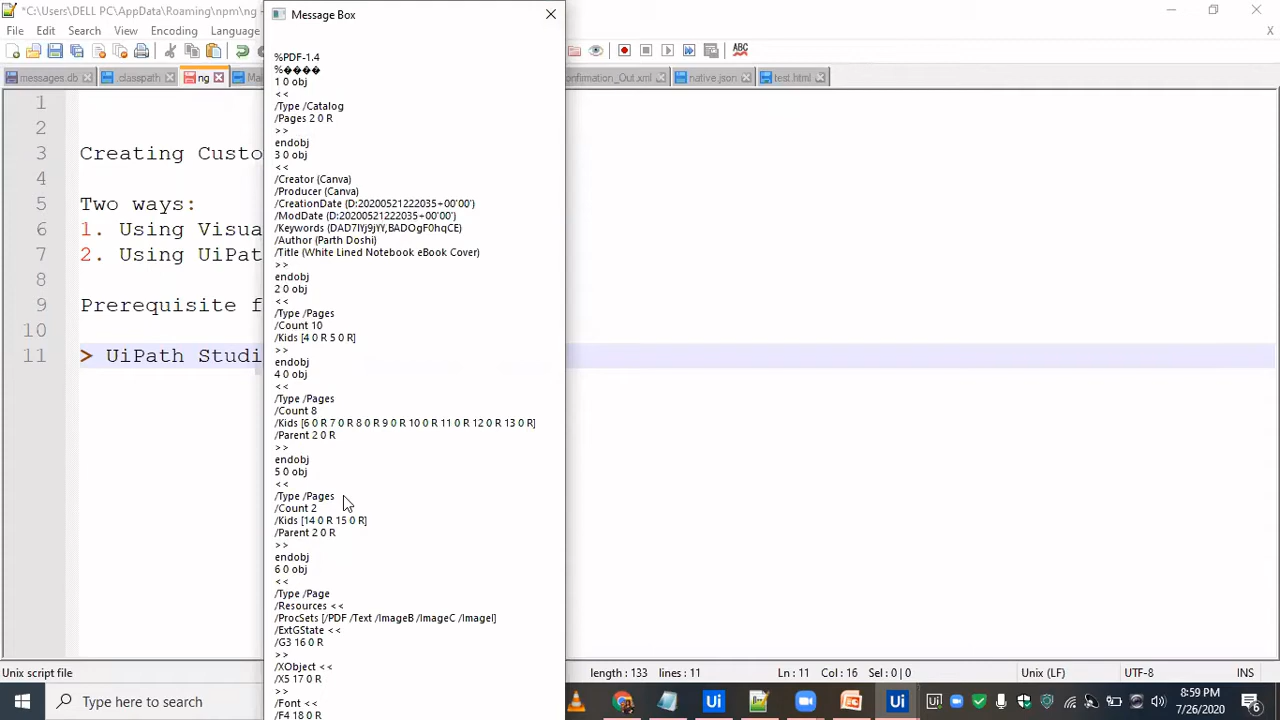 *C:\Users\DELL PC\AppData\Roaming\npm\ng -
Message Box
File Edit Search View Encoding Language
ABC
messages.db
.classpath
ng
onfirmation_Out.xml
native.json
test.html
X
1
2
3 Creating Custo
4
5 Two ways:
6 1. Using Visua
7 2. Using UiPat
8
9 Prerequisite f
10
11 > UiPath Studi
%PDF-1.4
%����
1 0 obj
<<
/Type /Catalog
/Pages 2 0 R
>>
endobj
3 0 obj
<<
/Creator (Canva)
/Producer (Canva)
/CreationDate (D:20200521222035+00'00')
/ModDate (D:20200521222035+00'00')
/Keywords (DAD7IYj9jYY,BADOgF0hqCE)
/Author (Parth Doshi)
/Title (White Lined Notebook eBook Cover)
>>
endobj
2 0 obj
<<
/Type /Pages
/Count 10
/Kids [4 0 R 5 0 R]
>>
endobj
4 0 obj
<<
/Type /Pages
/Count 8
/Kids [6 0 R 7 0 R 8 0 R 9 0 R 10 0 R 11 0 R 12 0 R 13 0 R]
/Parent 2 0 R
>>
endobj
5 0 obj
<<
/Type /Pages
/Count 2
/Kids [14 0 R 15 0 R]
/Parent 2 0 R
>>
endobj
6 0 obj
<<
/Type /Page
/Resources <<
/ProcSets [/PDF /Text /ImageB /ImageC /ImageI]
/ExtGState <<
/G3 16 0 R
>>
/XObject <<
/X5 17 0 R
>>
/Font <<
/F4 18 0 R
Unix script file
length : 133 lines : 11
Ln : 11 Col : 16 Sel : 0 | 0
Unix (LF)
UTF-8
INS
Type here to search
Ui
Ui
Ui
8:59 PM
7/26/2020
6